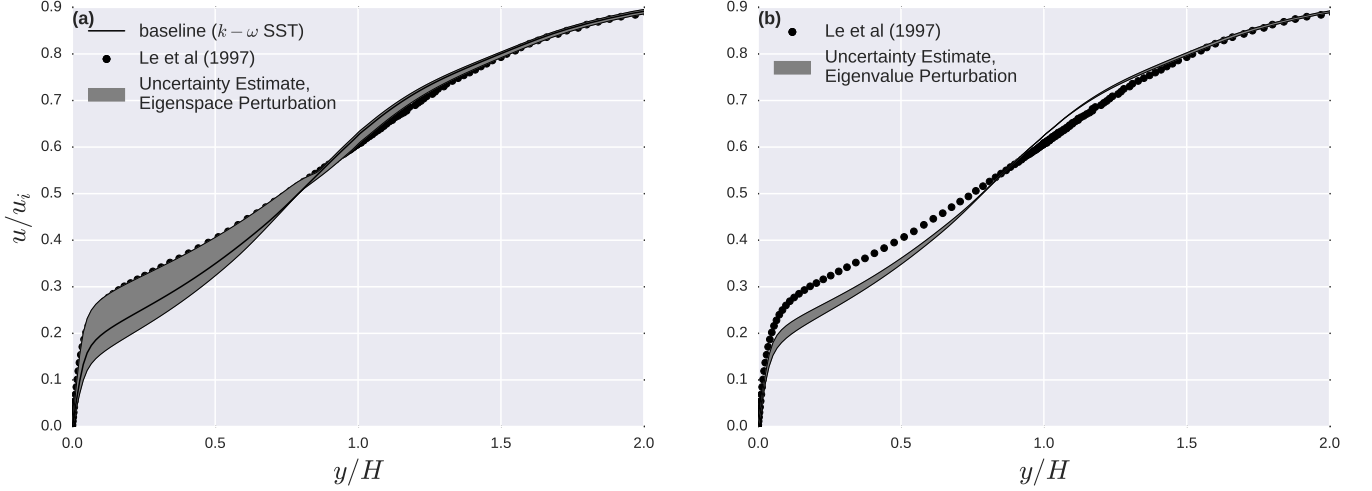 (a)
baseline (k − ω SST)
Le et al (1997)
Uncertainty Estimate,
Eigenspace Perturbation
0.9
0.8
0.7
0.6
0.5
0.4
0.3
0.2
0.1
0.0
u/u_i
0.0 0.5 1.0 1.5 2.0
y/H
(b)
Le et al (1997)
Uncertainty Estimate,
Eigenvalue Perturbation
0.9
0.8
0.7
0.6
0.5
0.4
0.3
0.2
0.1
0.0
0.0 0.5 1.0 1.5 2.0
y/H